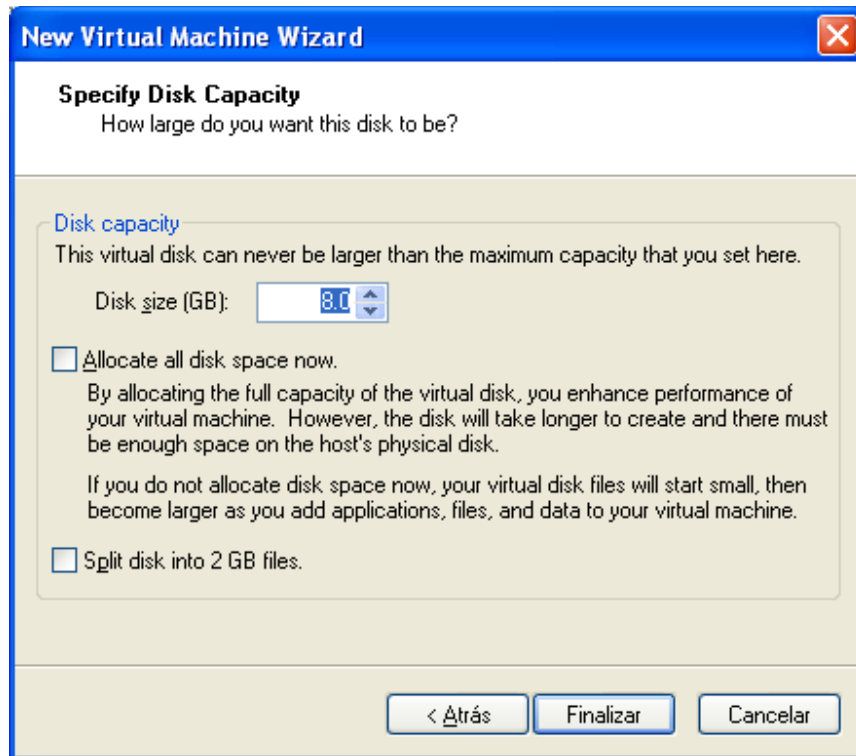 New Virtual Machine Wizard
Specify Disk Capacity
How large do you want this disk to be?
Disk capacity
This virtual disk can never be larger than the maximum capacity that you set here.
Disk size (GB): 8.0
Allocate all disk space now.
By allocating the full capacity of the virtual disk, you enhance performance of
your virtual machine. However, the disk will take longer to create and there must
be enough space on the host's physical disk.
If you do not allocate disk space now, your virtual disk files will start small, then
become larger as you add applications, files, and data to your virtual machine.
Split disk into 2 GB files.
< Atrás Finalizar Cancelar